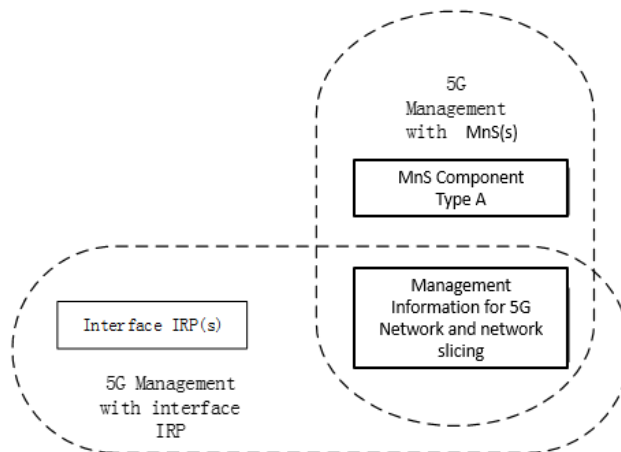 5G
Management
with MnS(s)
MnS Component
Type A
Management
Information for 5G
Network and network
slicing
Interface IRP(s)
5G Management
with interface
IRP